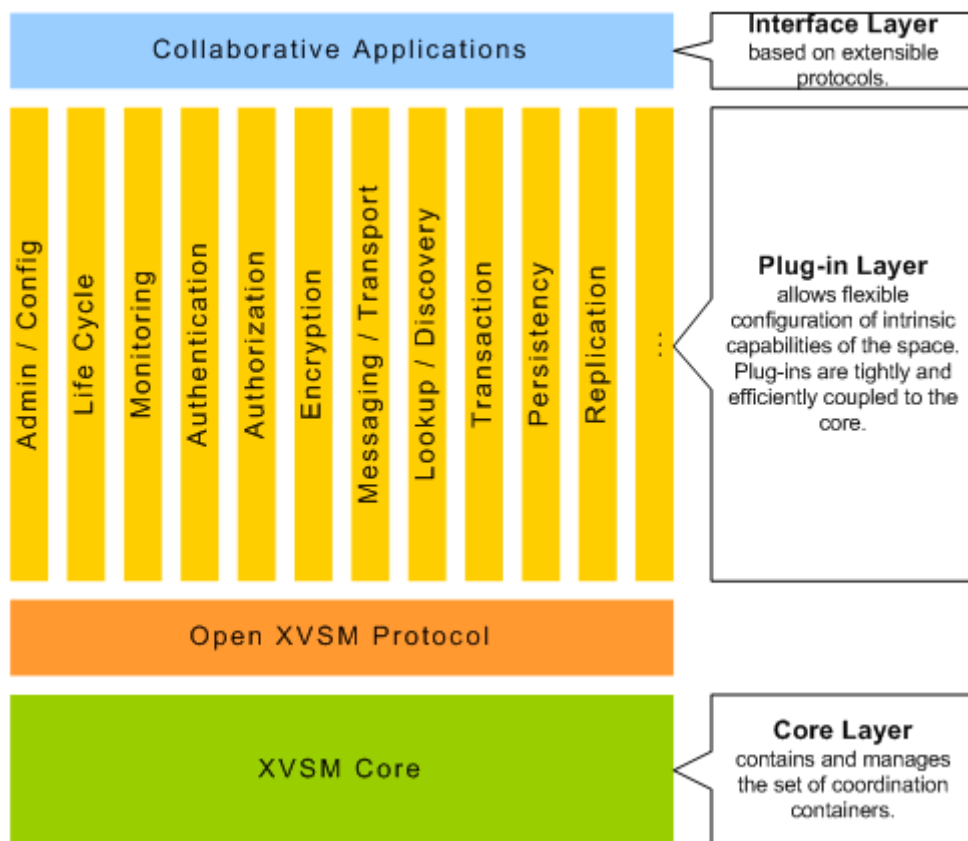 Collaborative Applications
Interface Layer
based on extensible
protocols.
Admin / Config
Life Cycle
Monitoring
Authentication
Authorization
Encryption
Messaging / Transport
Lookup / Discovery
Transaction
Persistency
Replication
...
Plug-in Layer
allows flexible
configuration of intrinsic
capabilities of the space.
Plug-ins are tightly and
efficiently coupled to the
core.
Open XVSM Protocol
XVSM Core
Core Layer
contains and manages
the set of coordination
containers.